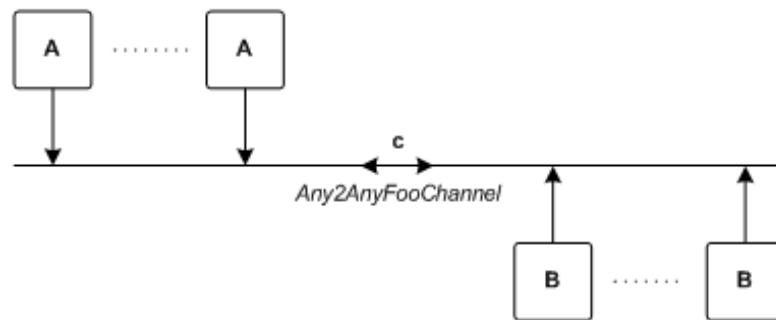 A ........ A
c
Any2AnyFooChannel
B ....... B